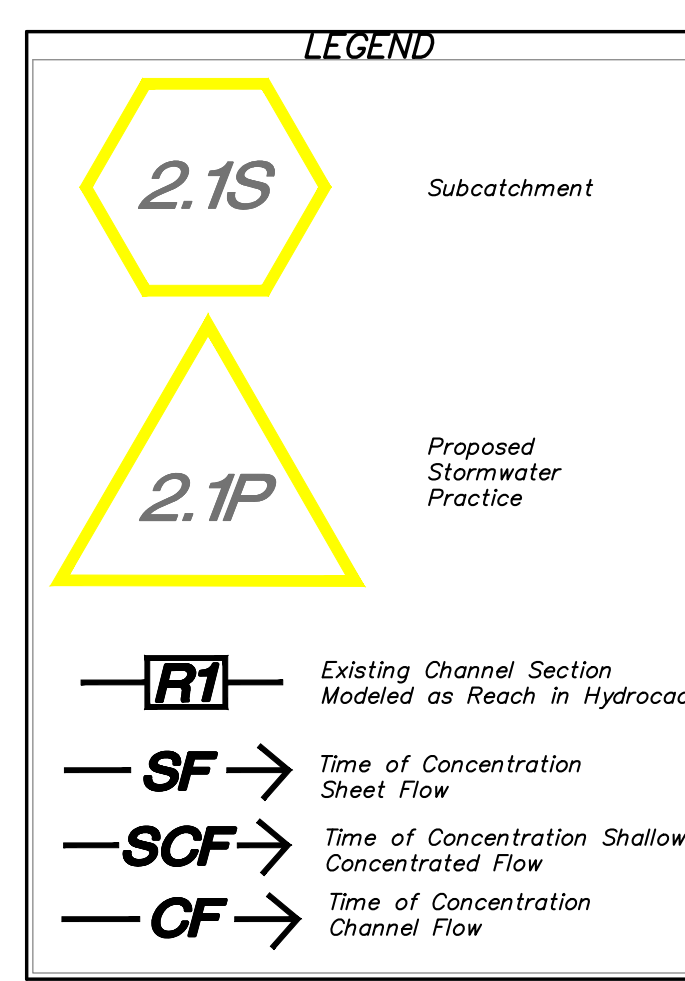 LEGEND
2.1S
Subcatchment
2.1P
Proposed
Stormwater
Practice
R1
Existing Channel Section
Modeled as Reach in Hydrocad
SF
Time of Concentration
Sheet Flow
SCF
Time of Concentration Shallow
Concentrated Flow
CF
Time of Concentration
Channel Flow